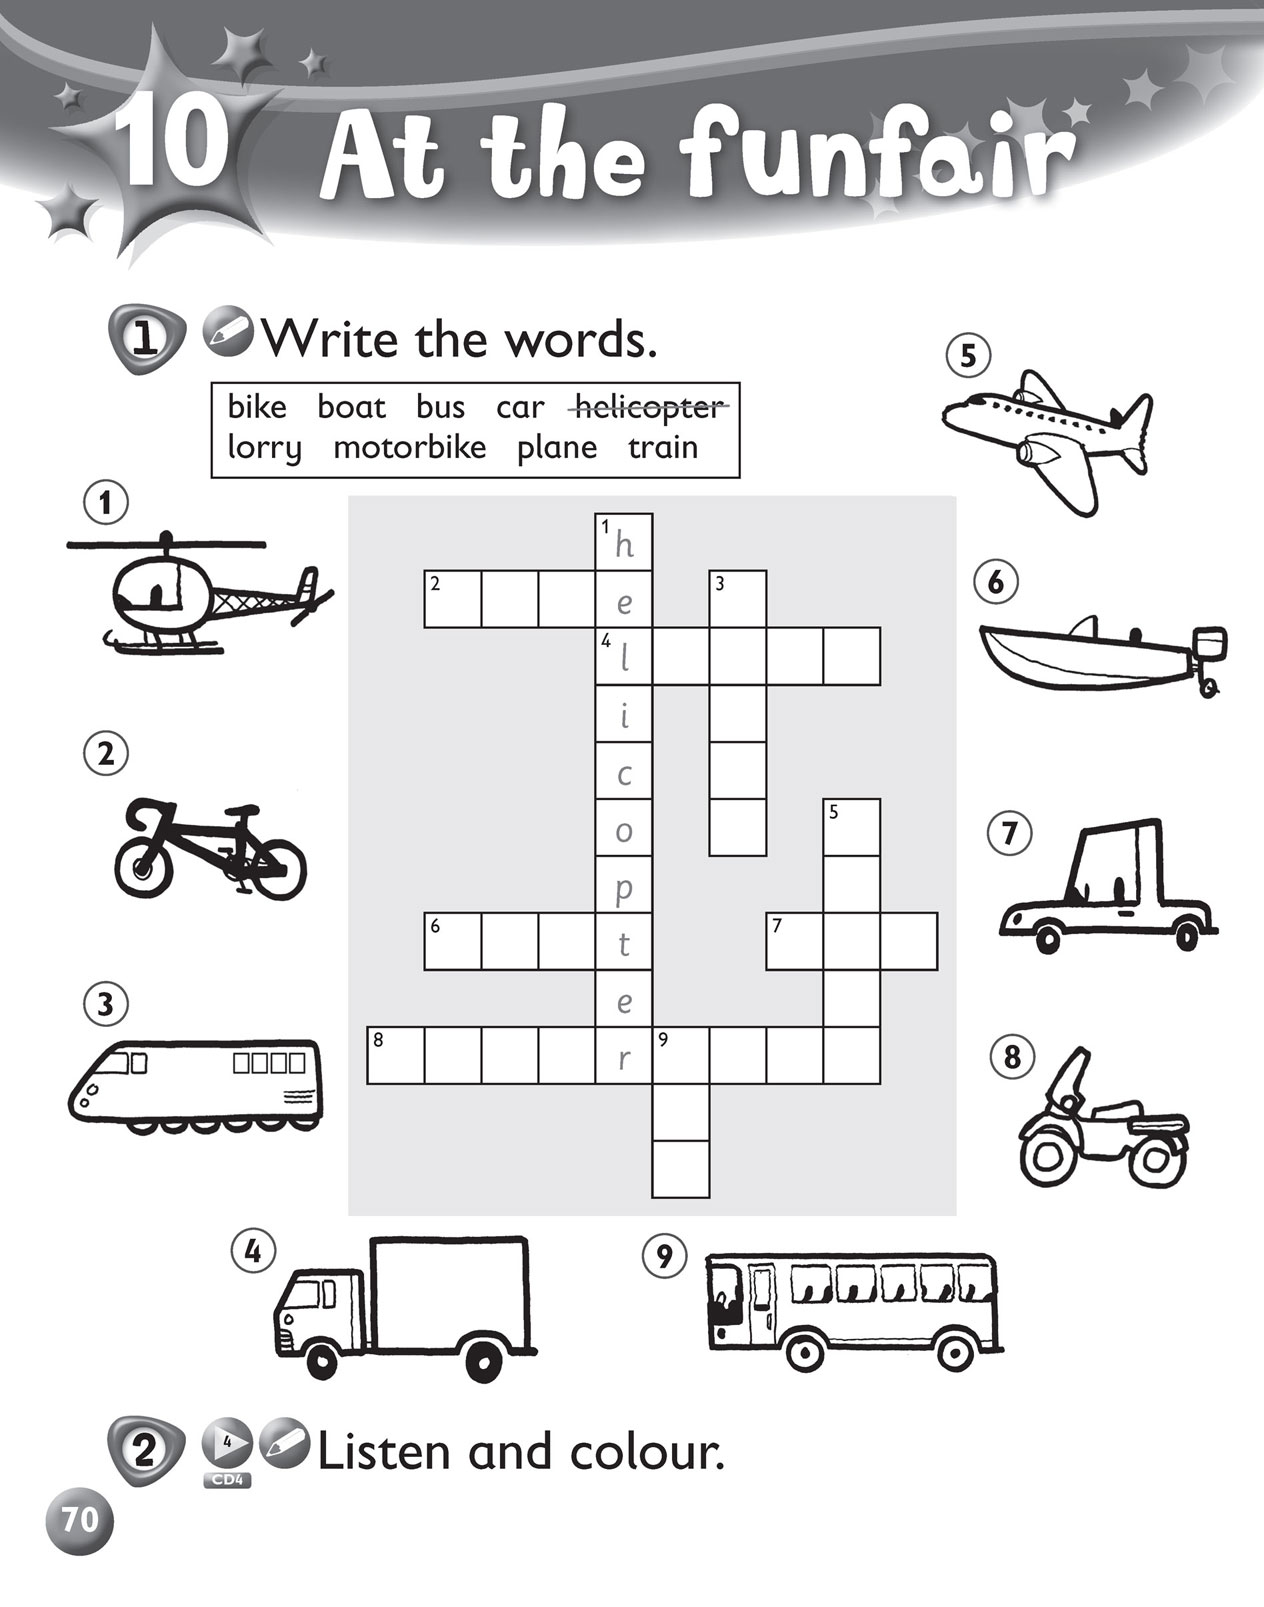 10 At the funfair
1 Write the words.
bike boat bus car helicopter
lorry motorbike plane train
5
1
1 h
2 e 3
6
4 l
i
2
c
o 5
7
p
6 t 7
3
e
8 r 9
8
4
9
2 4 Listen and colour.
CD4
70